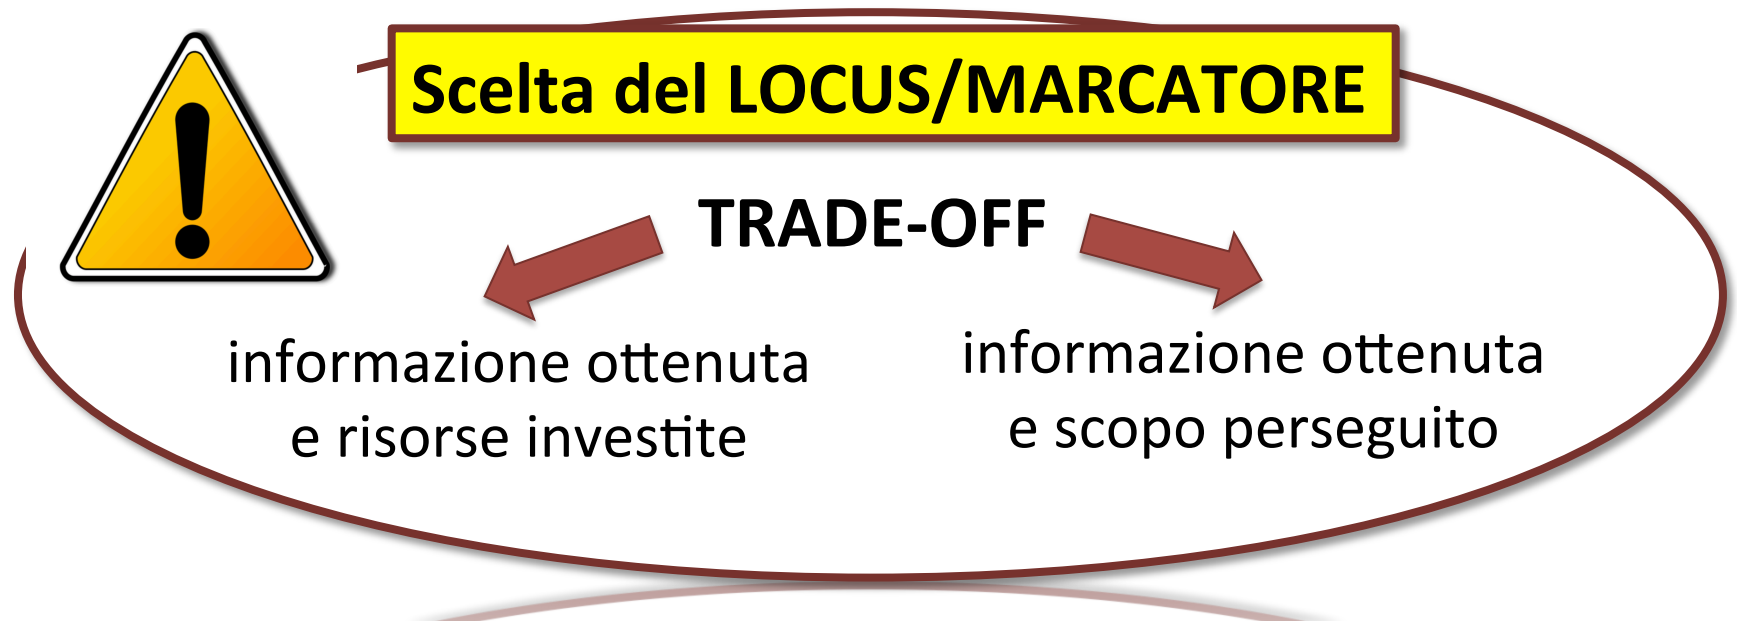 Scelta del LOCUS/MARCATORE
TRADE-OFF
informazione ottenuta
e risorse investite
informazione ottenuta
e scopo perseguito